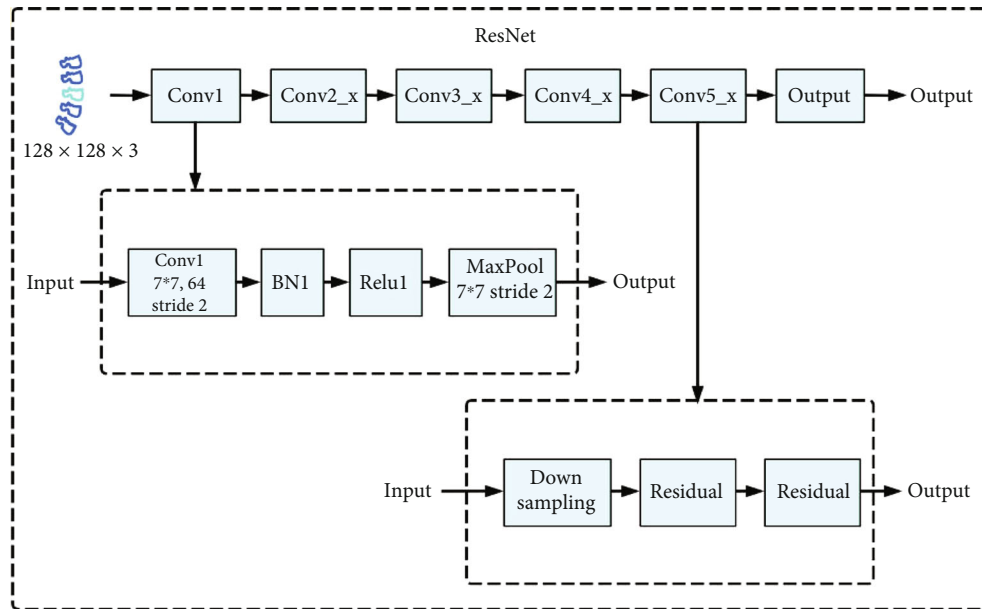 ResNet
Conv1
Conv2_x
Conv3_x
Conv4_x
Conv5_x
Output
Output
128 × 128 × 3
Input
Conv1
7*7, 64
stride 2
BN1
Relu1
MaxPool
7*7 stride 2
Output
Input
Down
sampling
Residual
Residual
Output